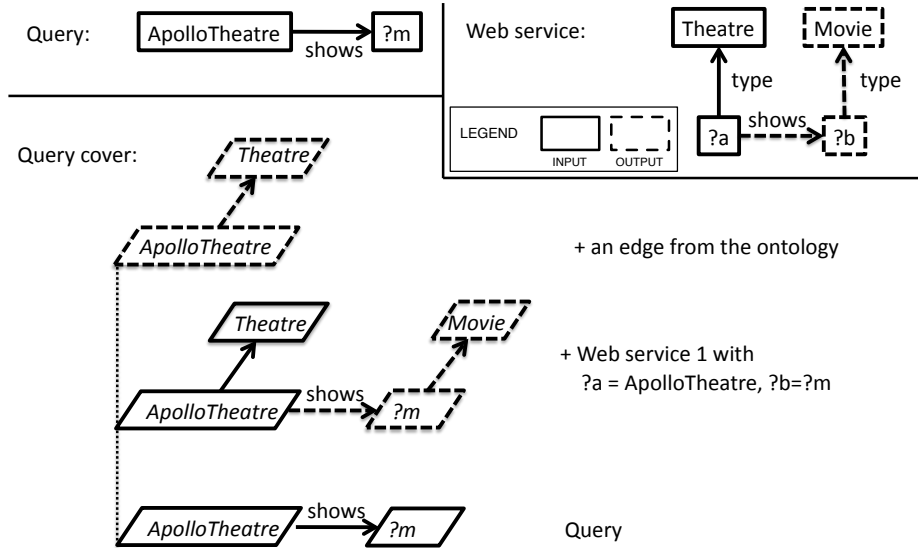 Query:
ApolloTheatre
shows
?m
Web service:
Theatre
Movie
type
type
?a
shows
?b
LEGEND
INPUT
OUTPUT
Query cover:
Theatre
ApolloTheatre
+ an edge from the ontology
Theatre
Movie
ApolloTheatre
shows
?m
+ Web service 1 with
?a = ApolloTheatre, ?b=?m
ApolloTheatre
shows
?m
Query